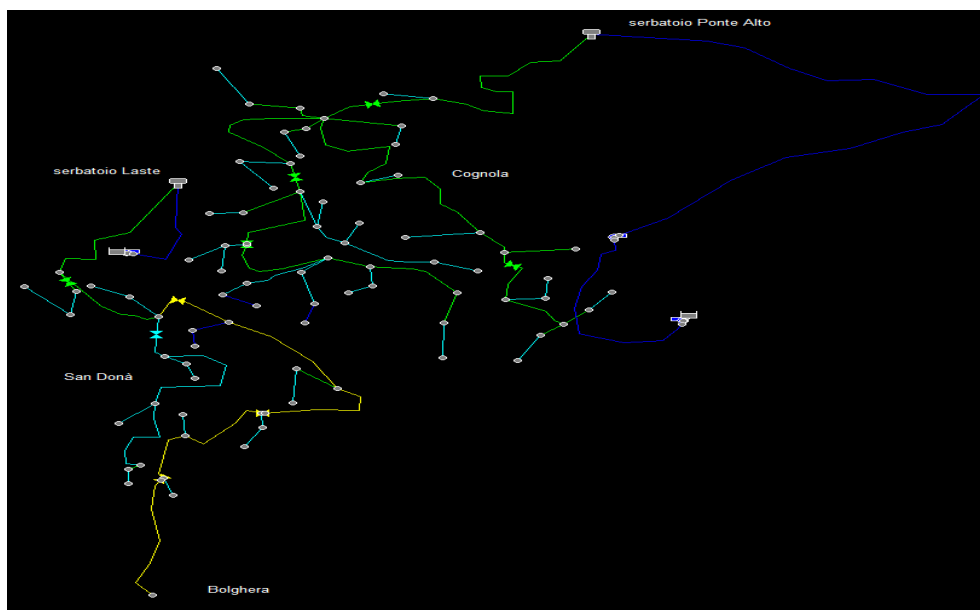 serbatoio Ponte Alto
serbatoio Laste
Cognola
San Donà
Bolghera